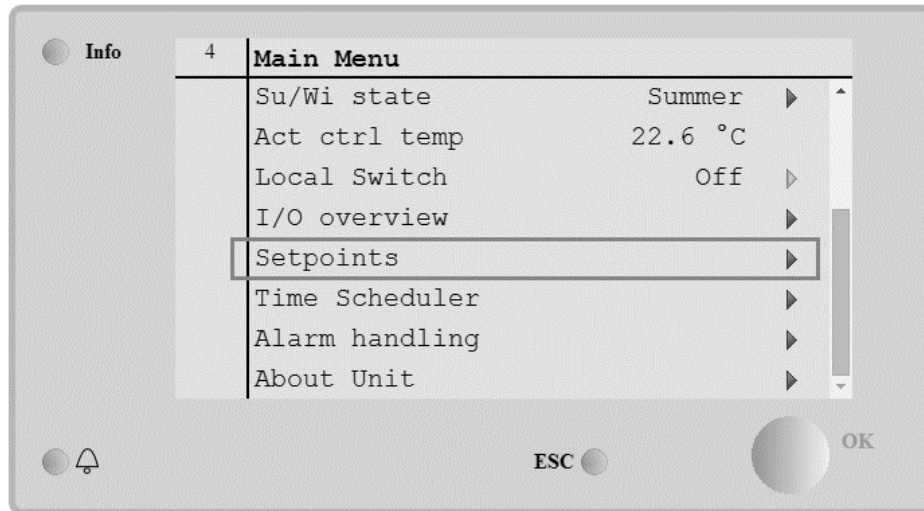 Info
4 Main Menu
Su/Wi state Summer
Act ctrl temp 22.6 °C
Local Switch Off
I/O overview
Setpoints
Time Scheduler
Alarm handling
About Unit
ESC
OK